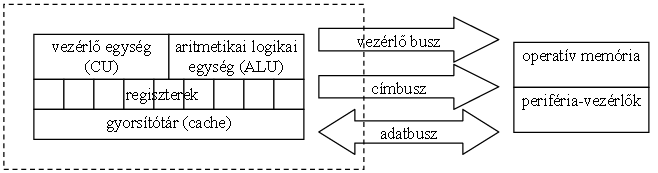 vezérlő egység
(CU)
aritmetikai logikai
egység (ALU)
regiszterek
gyorsítótár (cache)
vezérlő busz
címbusz
adatbusz
operatív memória
periféria-vezérlők